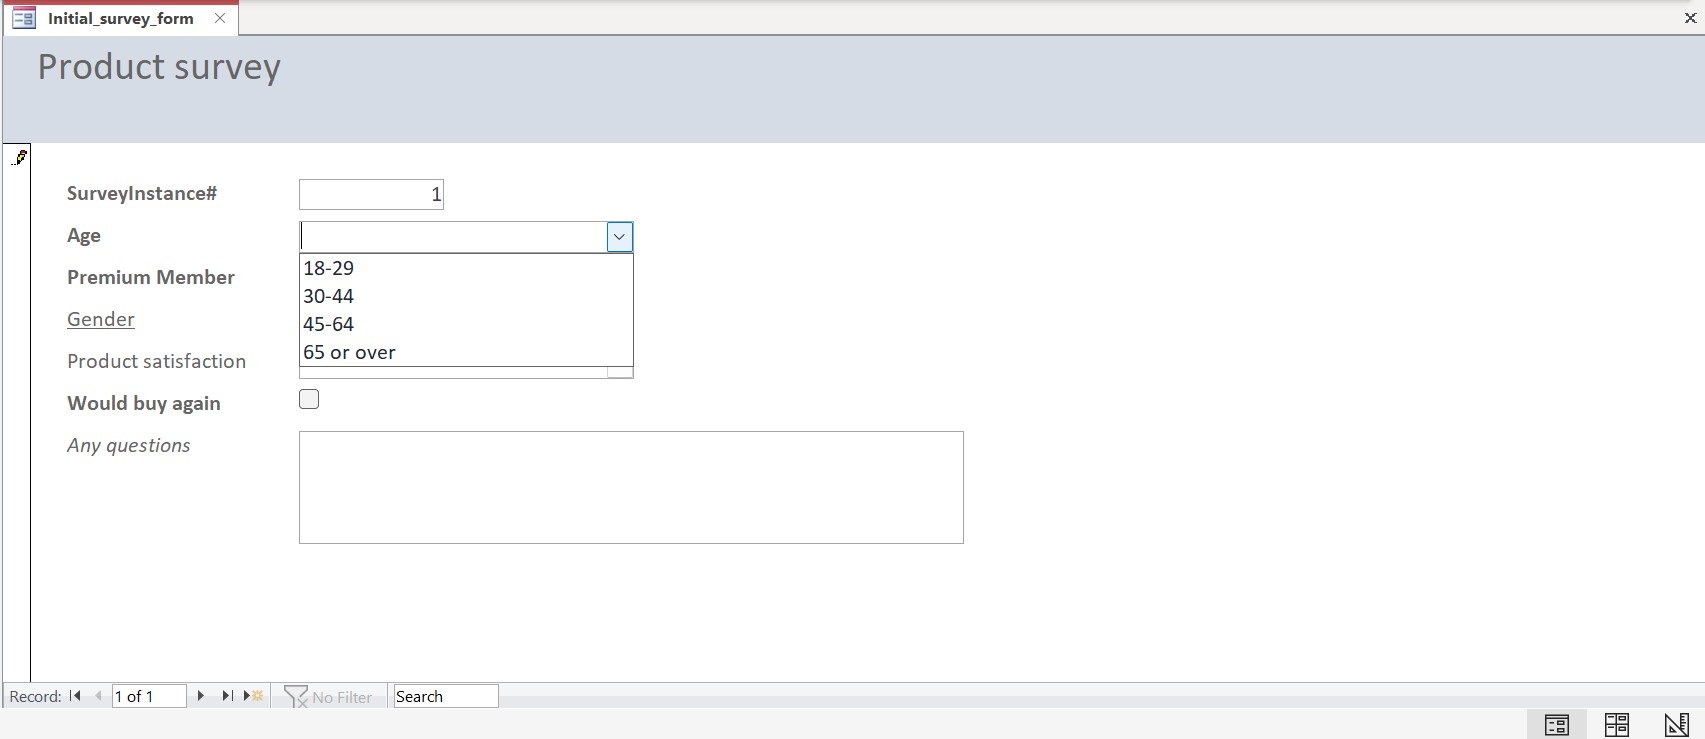 Initial_survey_form
Product survey
SurveyInstance# 1
Age
18-29
Premium Member
30-44
Gender
45-64
65 or over
Product satisfaction
Would buy again
Any questions
Record: 1 of 1 No Filter Search